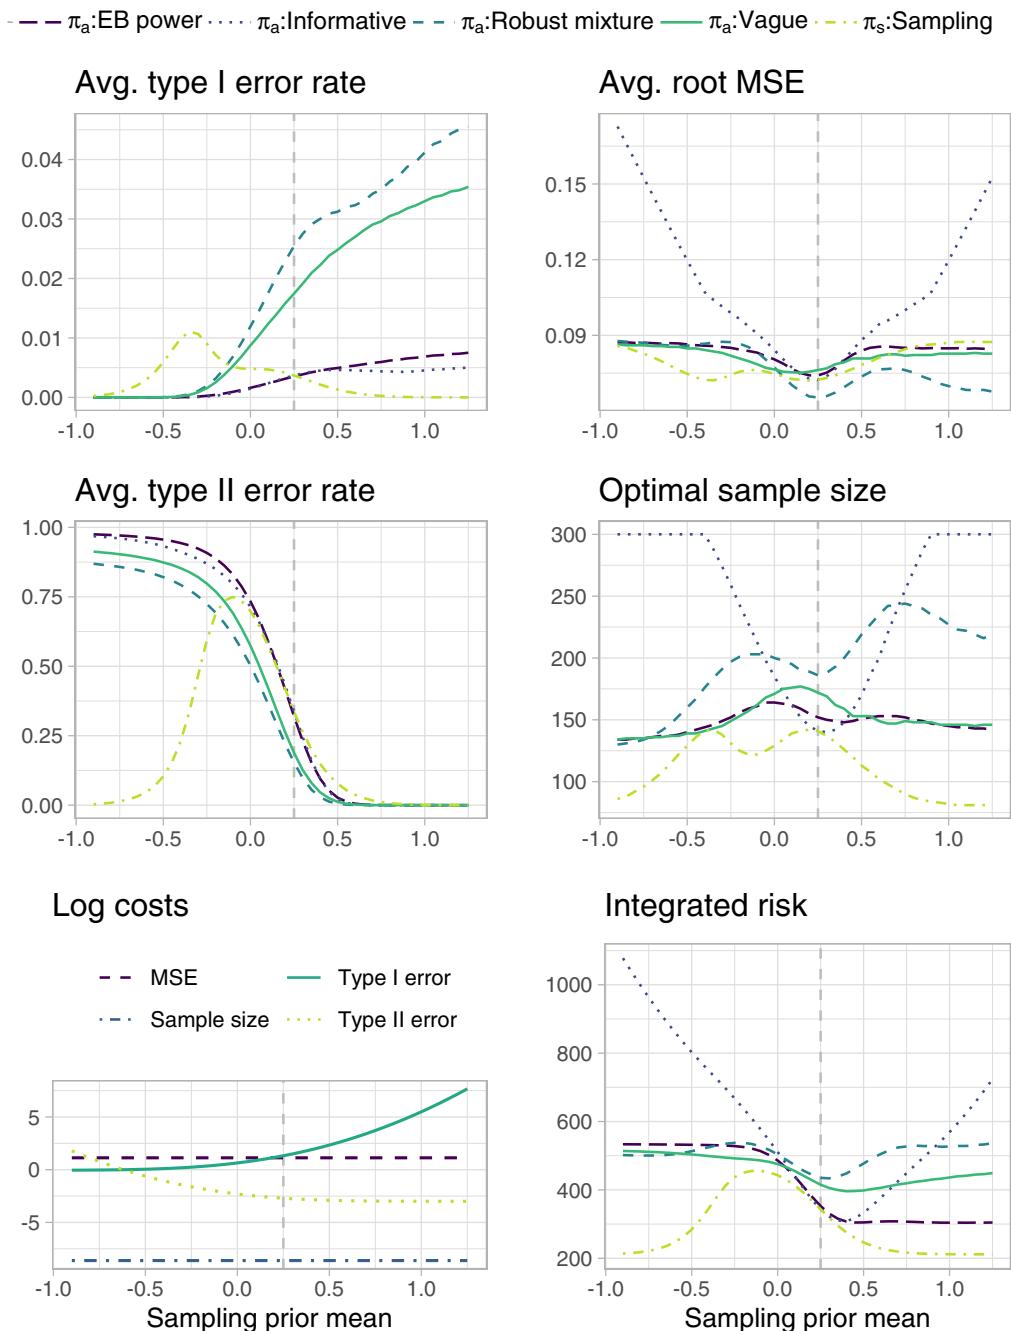 πa:EB power πa:Informative πa:Robust mixture πa:Vague πs:Sampling
Avg. type I error rate
0.04
0.03
0.02
0.01
0.00
-1.0 -0.5 0.0 0.5 1.0
Avg. root MSE
0.15
0.12
0.09
-1.0 -0.5 0.0 0.5 1.0
Avg. type II error rate
1.00
0.75
0.50
0.25
0.00
-1.0 -0.5 0.0 0.5 1.0
Optimal sample size
300
250
200
150
100
-1.0 -0.5 0.0 0.5 1.0
Log costs
MSE Type I error
Sample size Type II error
5
0
-5
-1.0 -0.5 0.0 0.5 1.0
Sampling prior mean
Integrated risk
1000
800
600
400
200
-1.0 -0.5 0.0 0.5 1.0
Sampling prior mean